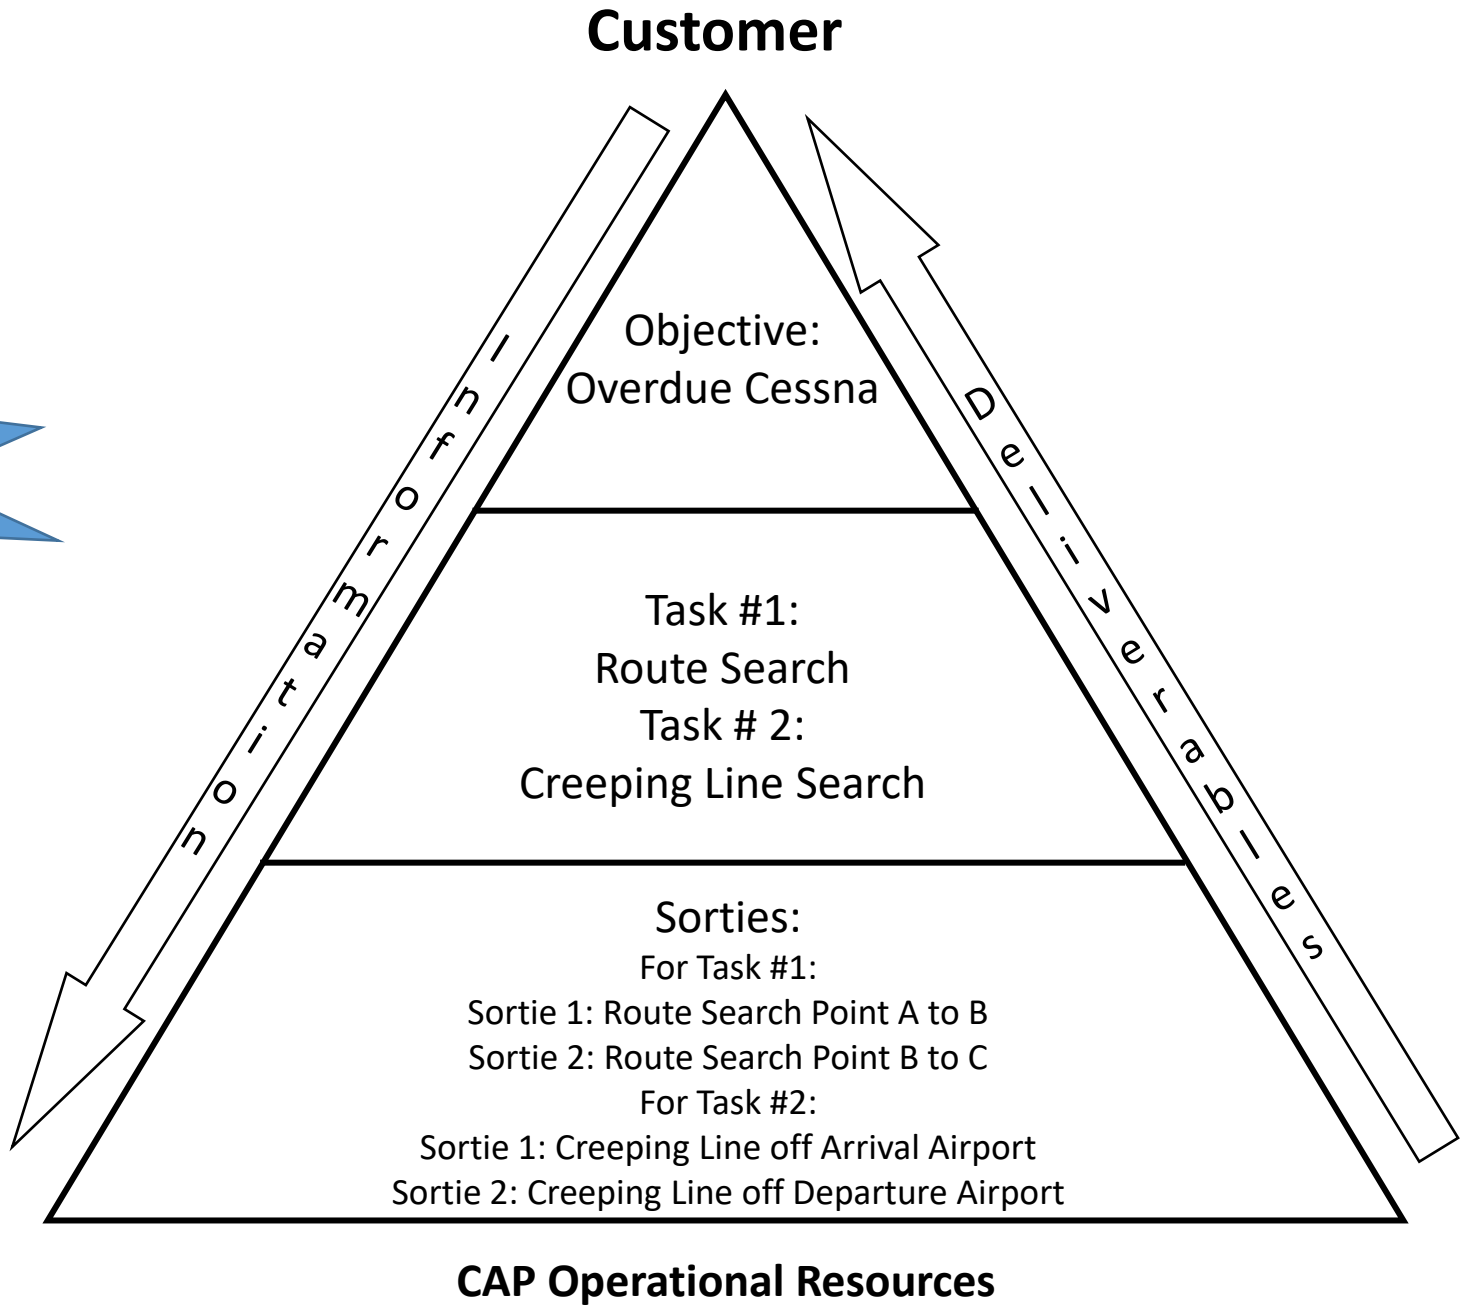 Customer
Information
Deliverables
Objective:
Overdue Cessna
Task #1:
Route Search
Task # 2:
Creeping Line Search
Sorties:
For Task #1:
Sortie 1: Route Search Point A to B
Sortie 2: Route Search Point B to C
For Task #2:
Sortie 1: Creeping Line off Arrival Airport
Sortie 2: Creeping Line off Departure Airport
CAP Operational Resources